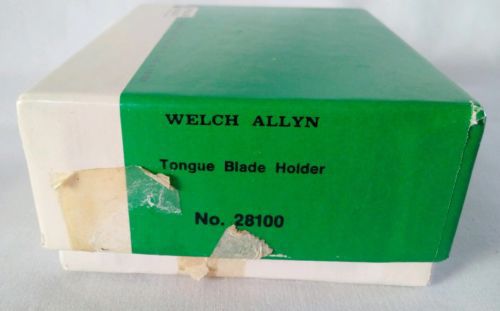 WELCH ALLYN
Tongue Blade Holder
No. 28100